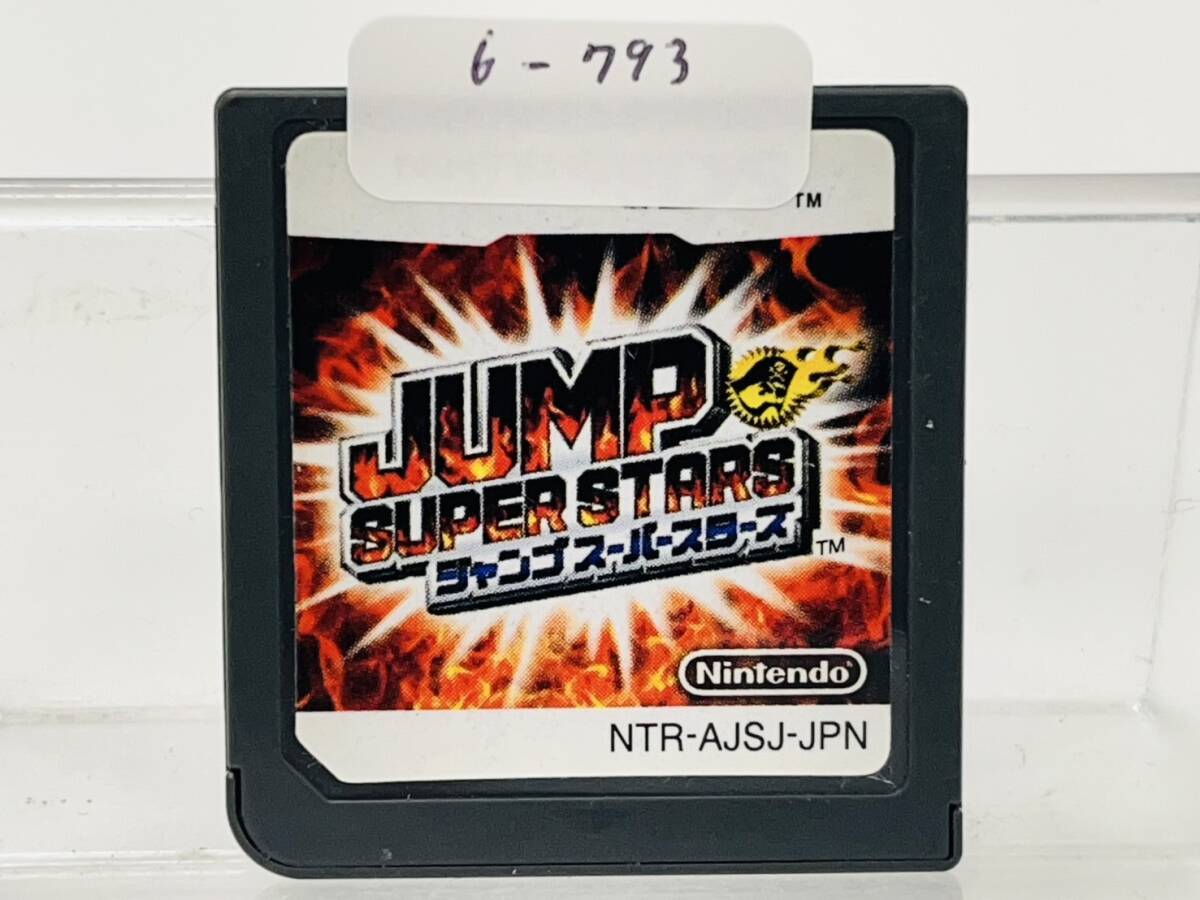 6-793
TM
JUMP
SUPER STARS
ジャンプ スーパースターズ
TM
Nintendo
NTR-AJSJ-JPN